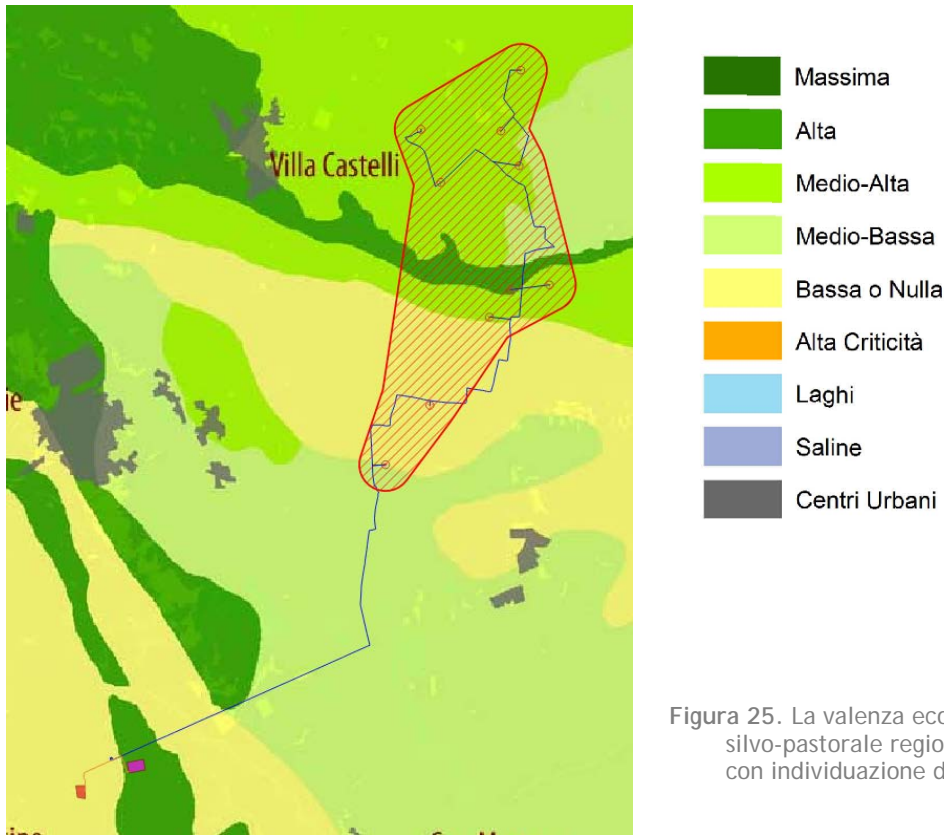 Villa Castelli
Massima
Alta
Medio-Alta
Medio-Bassa
Bassa o Nulla
Alta Criticità
Laghi
Saline
Centri Urbani
Figura 25. La valenza eco
silvo-pastorale regio
con individuazione d